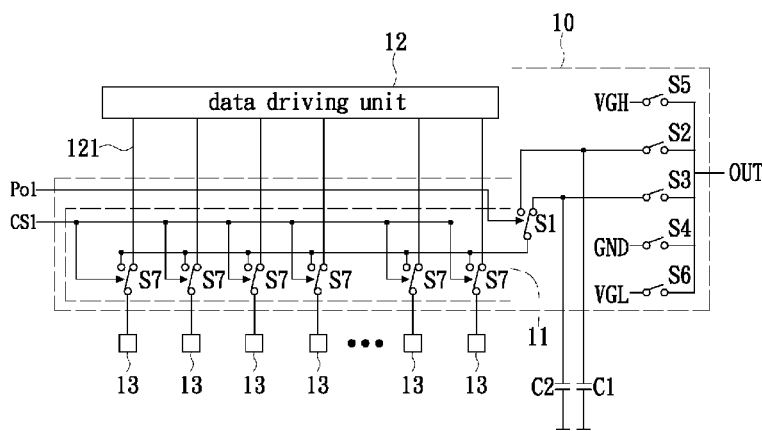 12
10
data driving unit
S5
VGH
S2
121
OUT
S3
Pol
S1
CS1
S4
GND
S6
S7 S7 S7 S7 S7 S7
VGL
11
13 13 13 13 13 13
C2 C1